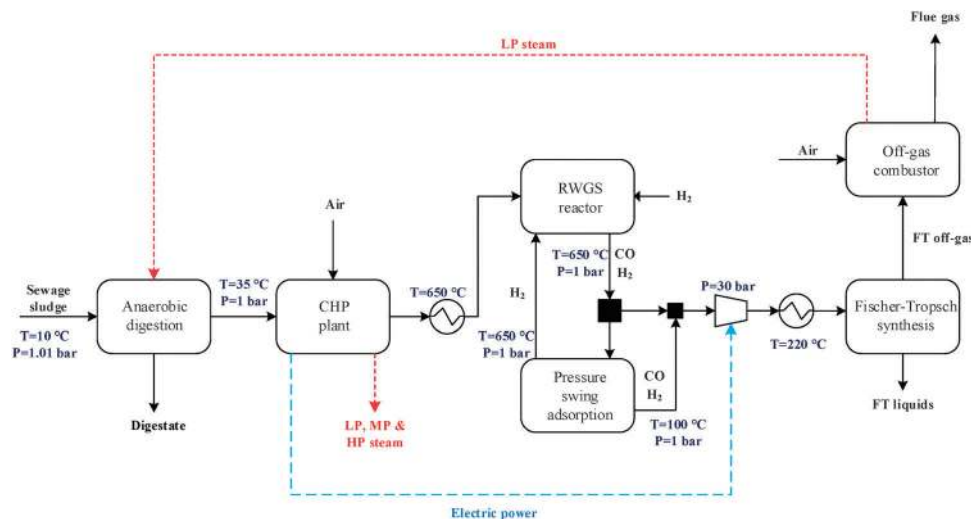 Flue gas
LP steam
Air
Off-gas
combustor
RWGS
reactor
H₂
Air
FT off-gas
T=650 °C
P=1 bar
CO
H₂
Sewage
sludge
T=10 °C
P=1.01 bar
Anaerobic
digestion
T=35 °C
P=1 bar
CHP
plant
T=650 °C
H₂
T=650 °C
P=1 bar
P=30 bar
T=220 °C
Fischer-Tropsch
synthesis
Pressure
swing
adsorption
CO
H₂
T=100 °C
P=1 bar
Digestate
LP, MP &
HP steam
FT liquids
Electric power